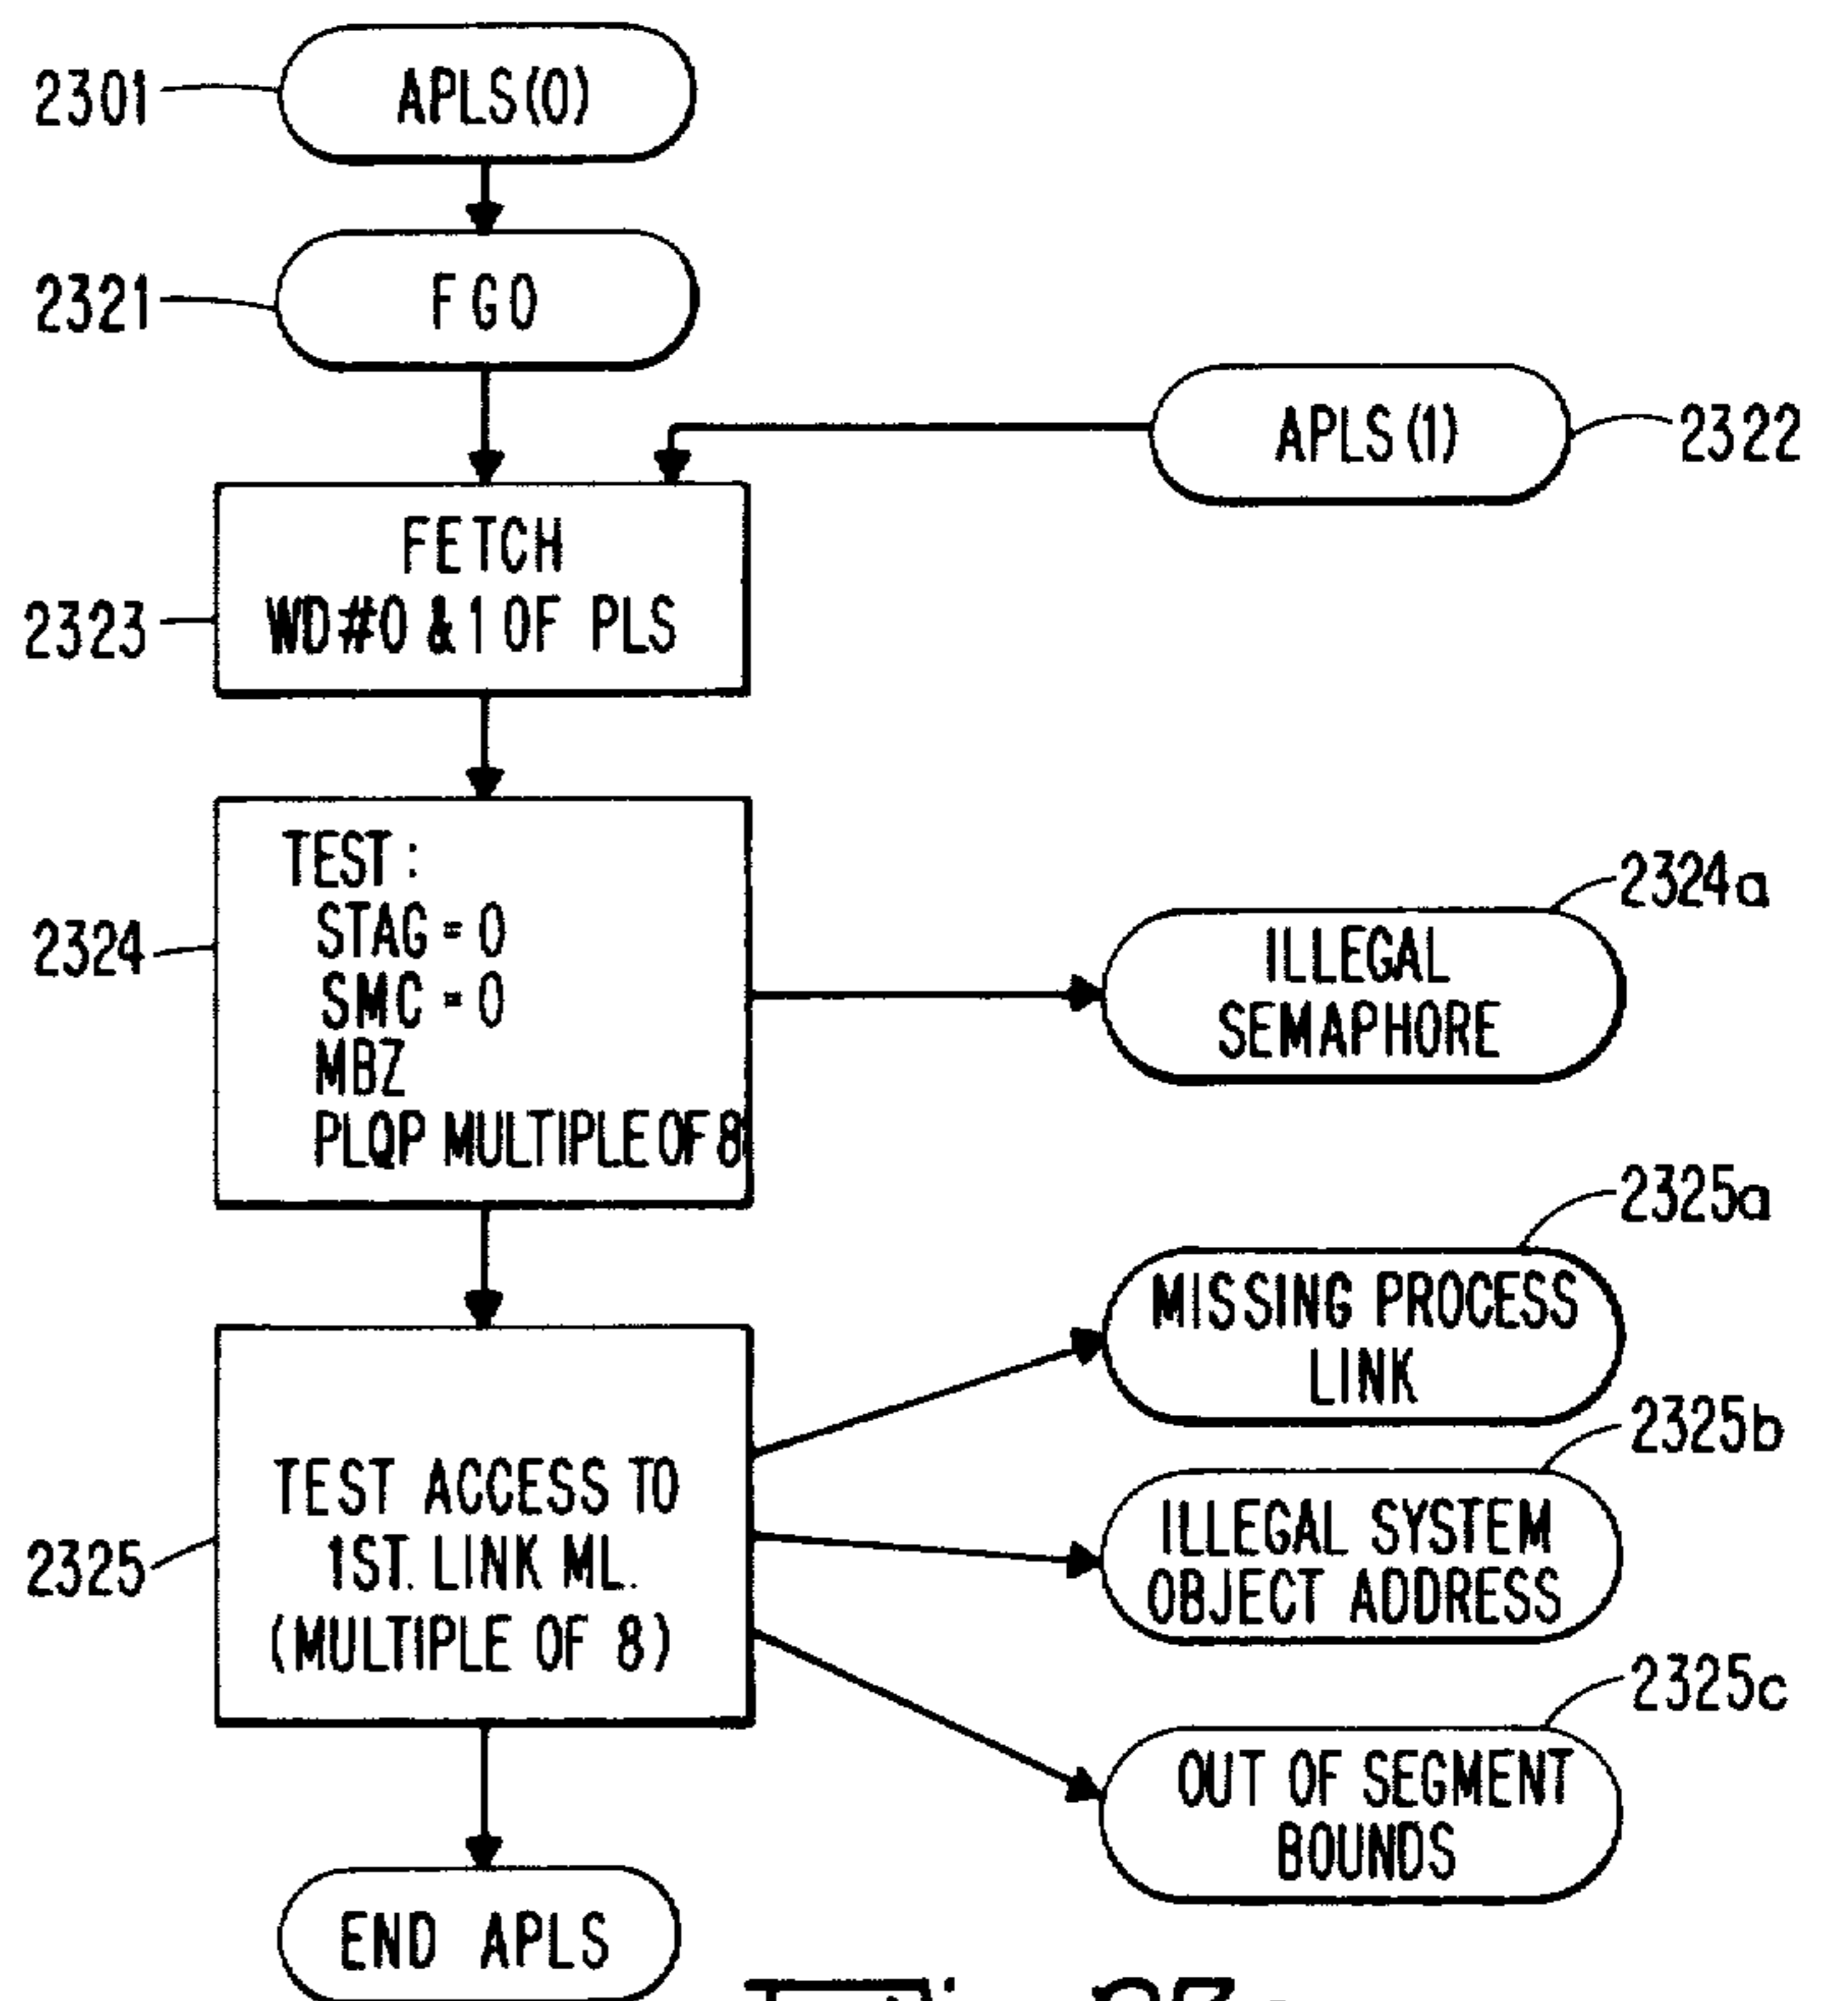 2301
APLS(0)
2321
FGO
APLS(1)
2322
FETCH
2323
WD#0 & 1 OF PLS
TEST:
STAG = 0
SMC = 0
MBZ
PLQP MULTIPLE OF 8
2324
2324a
ILLEGAL
SEMAPHORE
2325a
MISSING PROCESS
LINK
2325b
ILLEGAL SYSTEM
OBJECT ADDRESS
2325
TEST ACCESS TO
1ST. LINK ML.
(MULTIPLE OF 8)
2325c
OUT OF SEGMENT
BOUNDS
END APLS